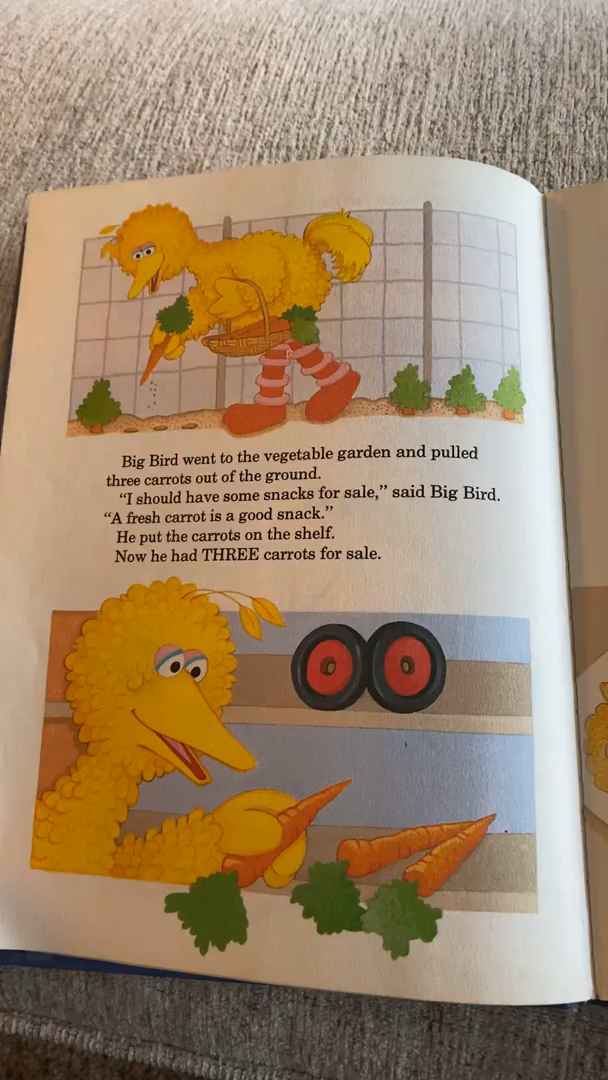 Big Bird went to the vegetable garden and pulled
three carrots out of the ground.
“I should have some snacks for sale,” said Big Bird.
“A fresh carrot is a good snack.”
He put the carrots on the shelf.
Now he had THREE carrots for sale.